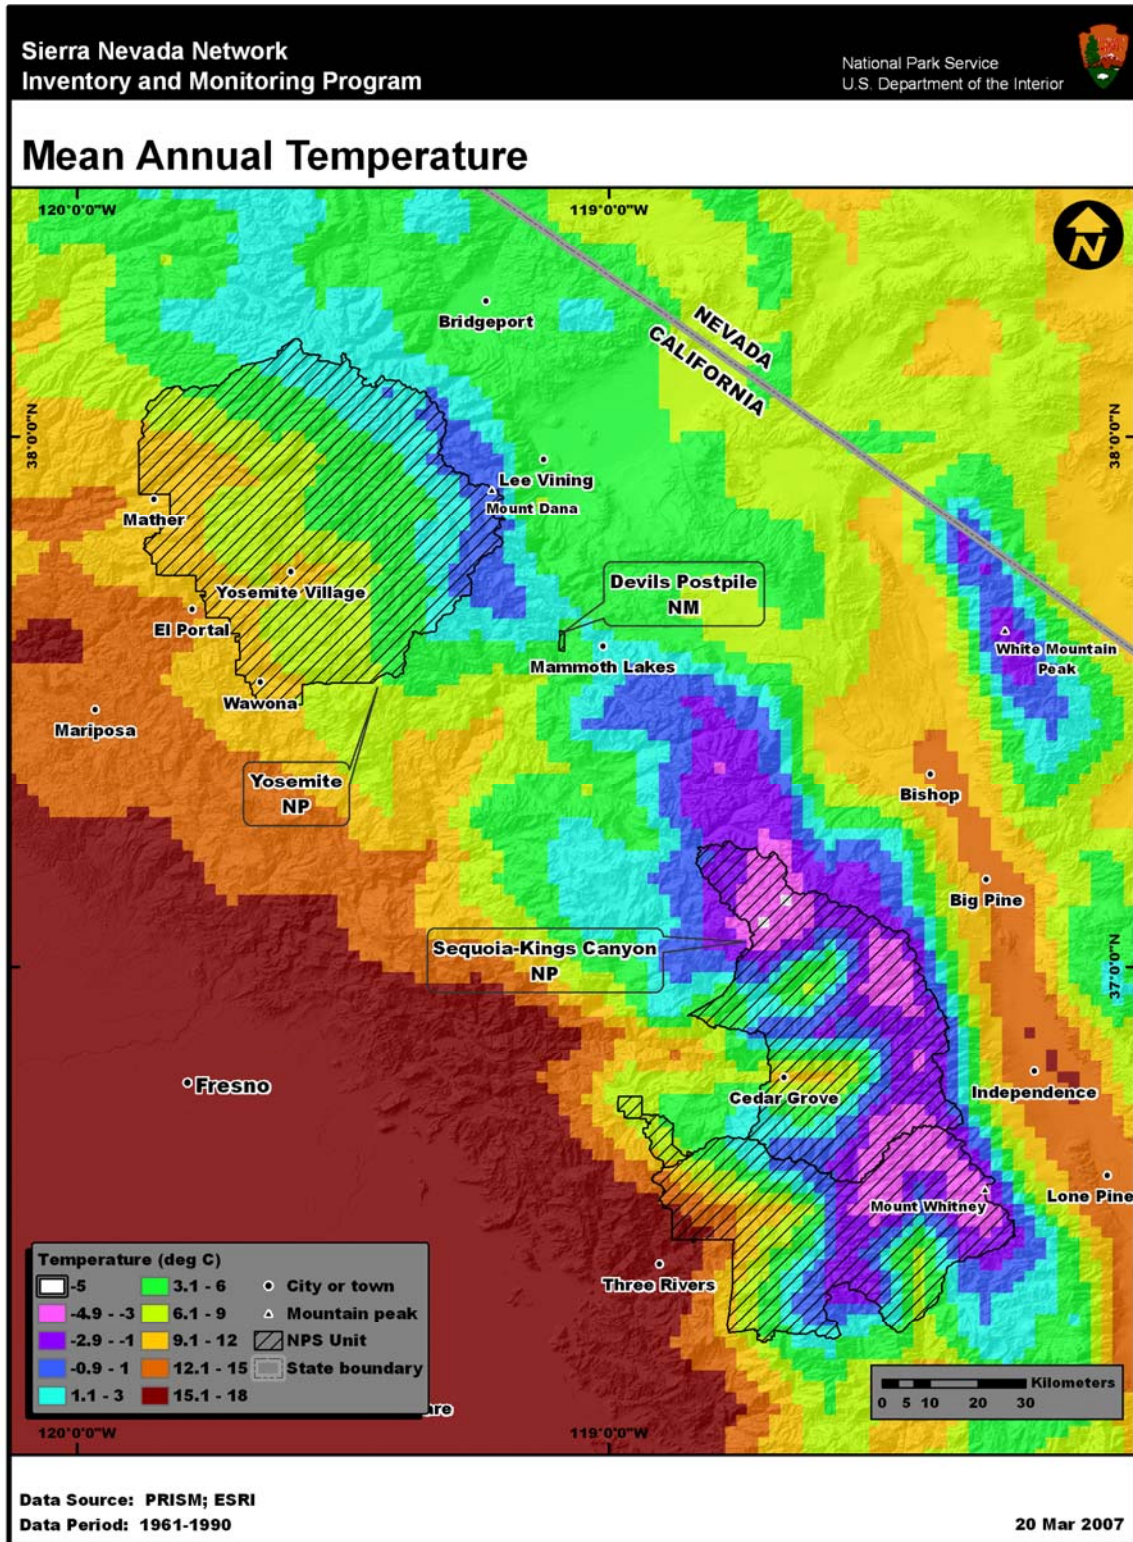 Sierra Nevada Network
Inventory and Monitoring Program
National Park Service
U.S. Department of the Interior
Mean Annual Temperature
120°0'0"W
119°0'0"W
N
Bridgeport
NEVADA
CALIFORNIA
38°0'0"N
38°0'0"N
Lee Vining
Mount Dana
Mather
Devils Postpile
NM
Yosemite Village
El Portal
White Mountain
Peak
Mammoth Lakes
Wawona
Mariposa
Yosemite
NP
Bishop
Big Pine
Sequoia-Kings Canyon
NP
37°0'0"N
Fresno
Cedar Grove
Independence
Mount Whitney
Lone Pine
Three Rivers
Temperature (deg C)
-5
3.1 - 6
City or town
-4.9 - -3
6.1 - 9
Mountain peak
-2.9 - -1
9.1 - 12
NPS Unit
-0.9 - 1
12.1 - 15
State boundary
1.1 - 3
15.1 - 18
Kilometers
0 5 10 20 30
are
120°0'0"W
119°0'0"W
Data Source: PRISM; ESRI
Data Period: 1961-1990
20 Mar 2007